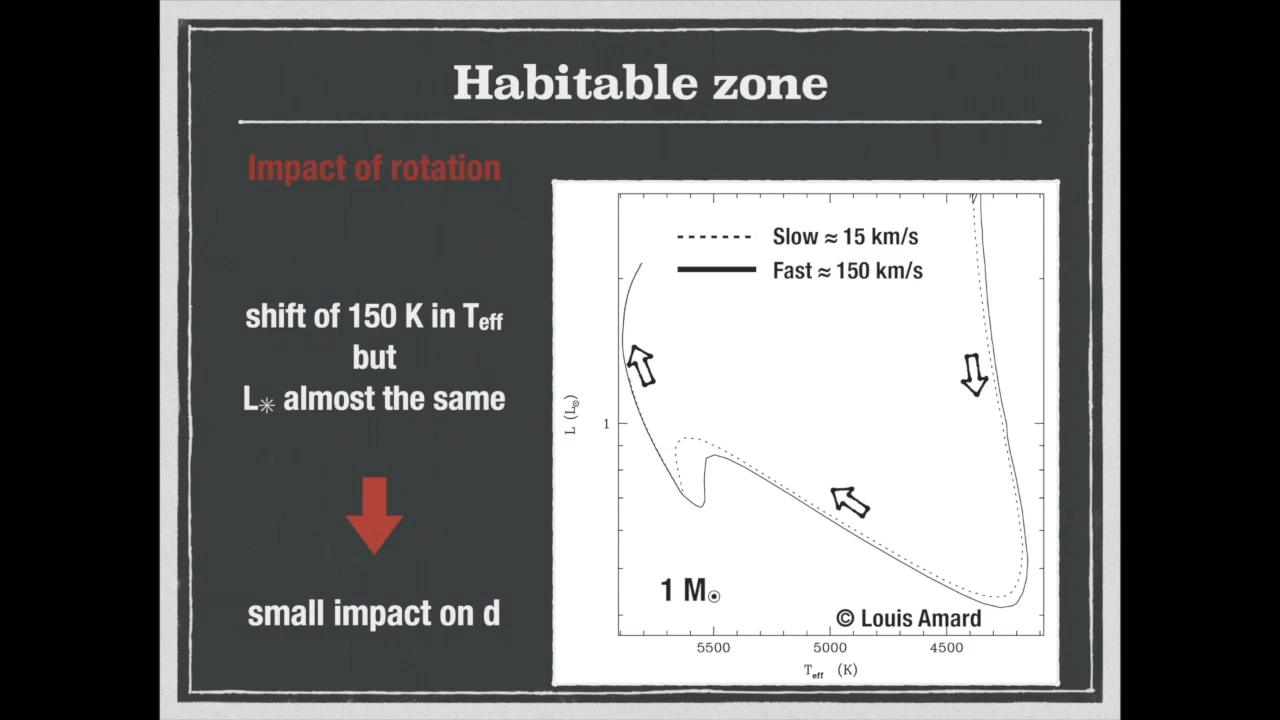 Habitable zone
Impact of rotation
shift of 150 K in Teff
but
L✳ almost the same
small impact on d
Slow ≈ 15 km/s
Fast ≈ 150 km/s
L (L⊙)
1
1 M⊙
© Louis Amard
5500 5000 4500
Teff (K)